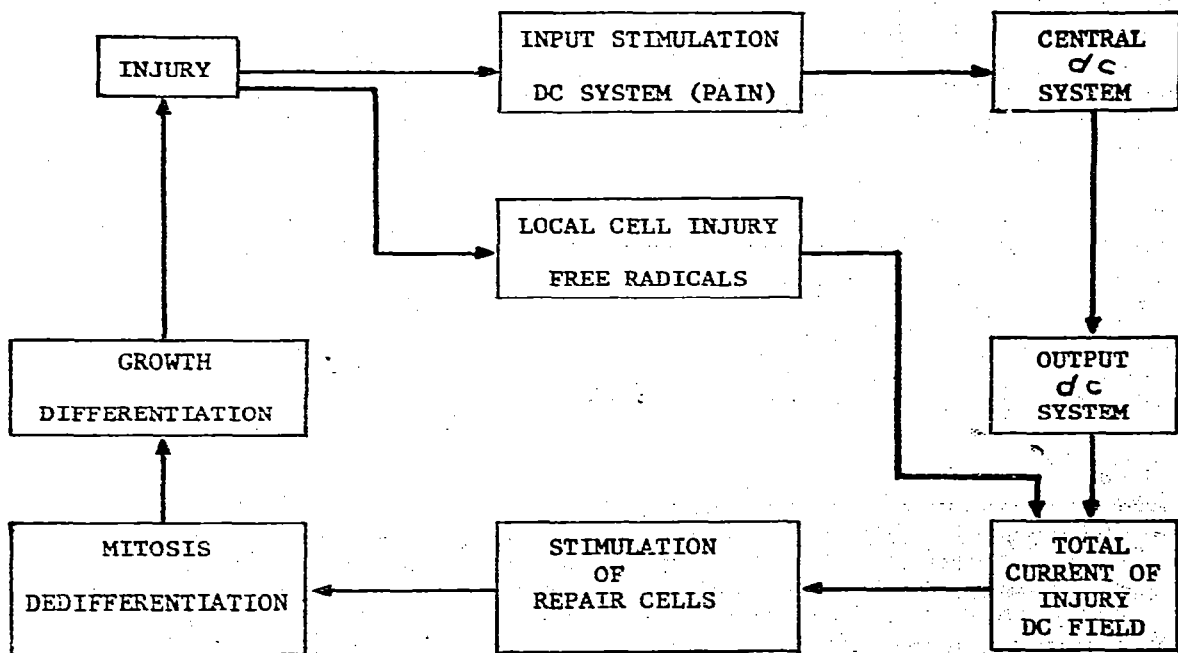 INJURY
INPUT STIMULATION
DC SYSTEM (PAIN)
CENTRAL
dc
SYSTEM
LOCAL CELL INJURY
FREE RADICALS
GROWTH
DIFFERENTIATION
OUTPUT
dc
SYSTEM
MITOSIS
DEDIFFERENTIATION
STIMULATION
OF
REPAIR CELLS
TOTAL
CURRENT OF
INJURY
DC FIELD